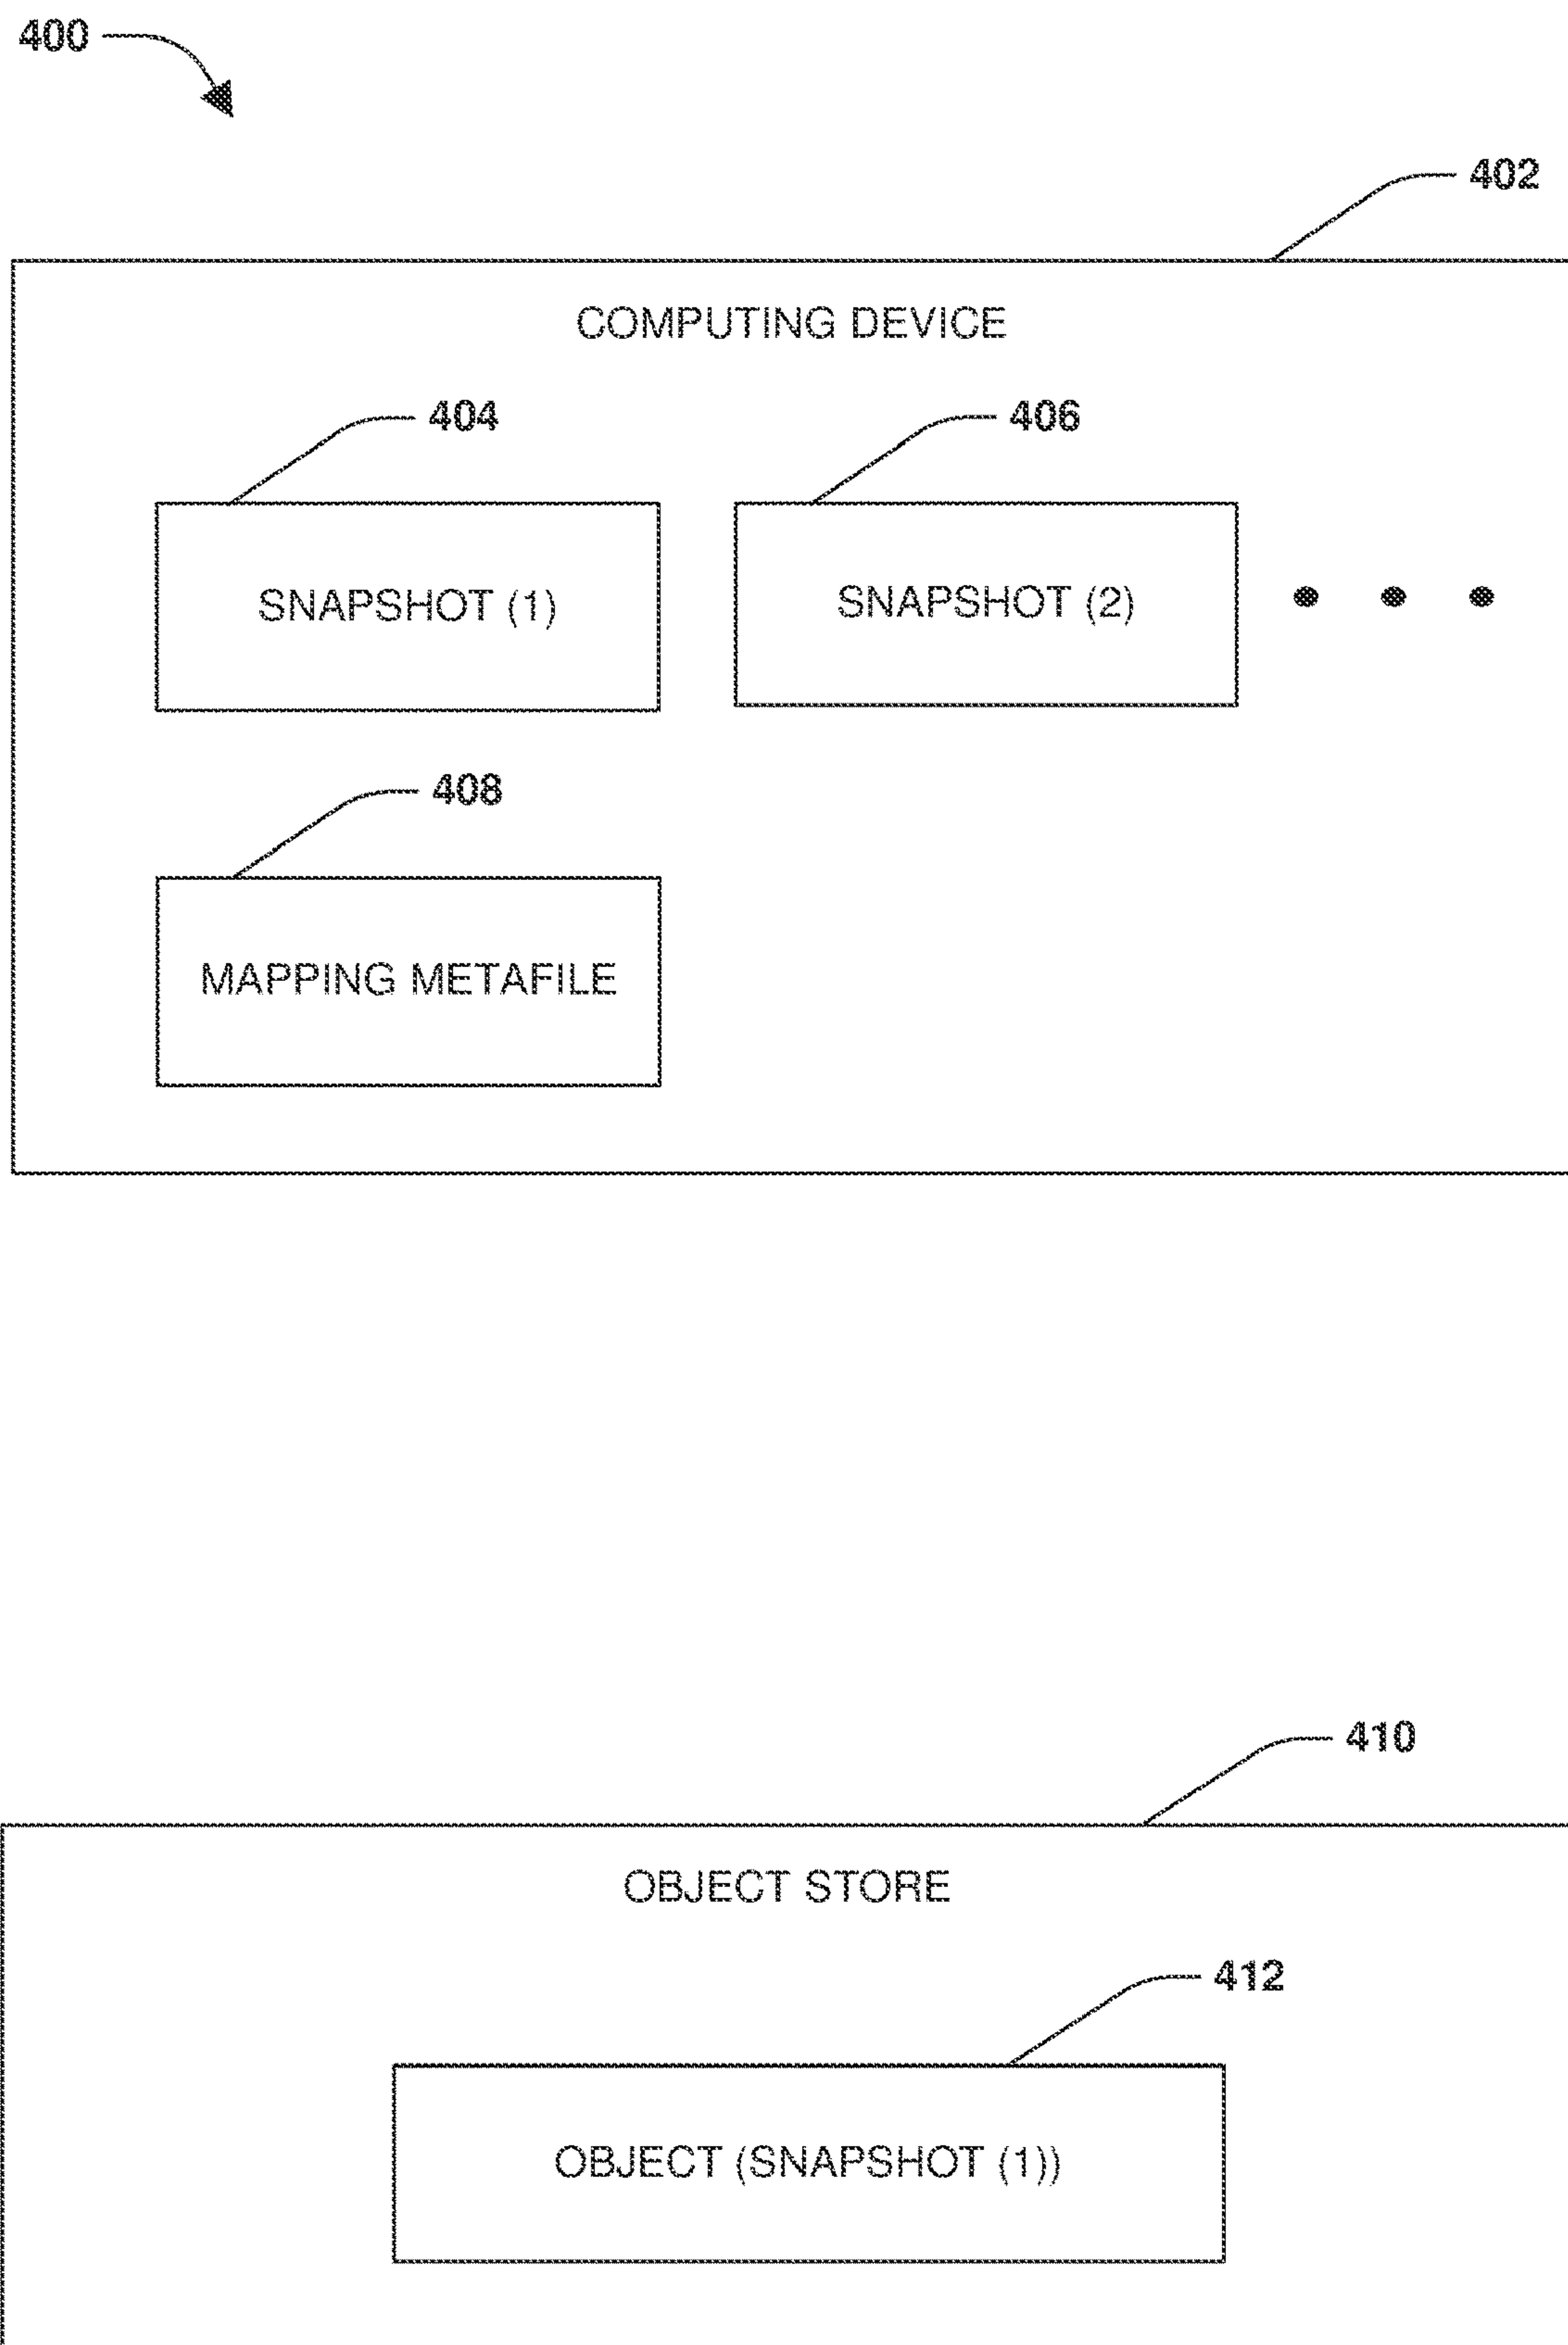 400
402
COMPUTING DEVICE
404
406
SNAPSHOT (1)
SNAPSHOT (2)
408
MAPPING METAFILE
410
OBJECT STORE
412
OBJECT (SNAPSHOT (1))